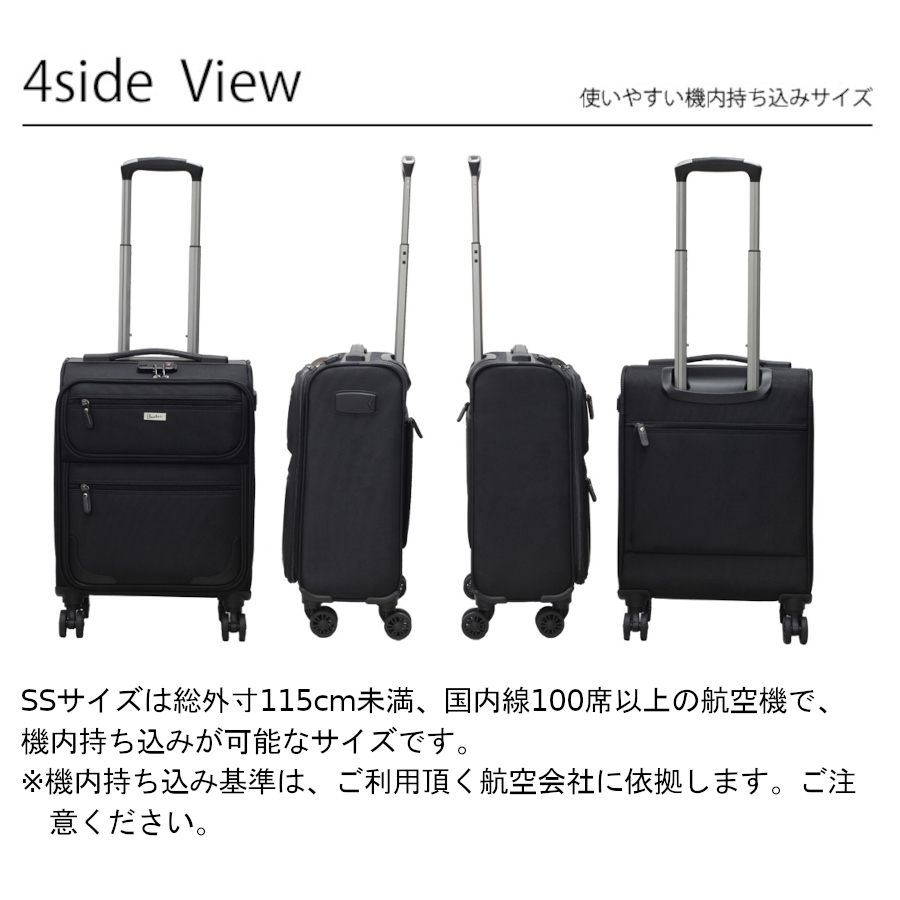 4side View
使いやすい機内持ち込みサイズ
SSサイズは総外寸115cm未満、国内線100席以上の航空機で、
機内持ち込みが可能なサイズです。
※機内持ち込み基準は、ご利用頂く航空会社に依拠します。ご注
意ください。